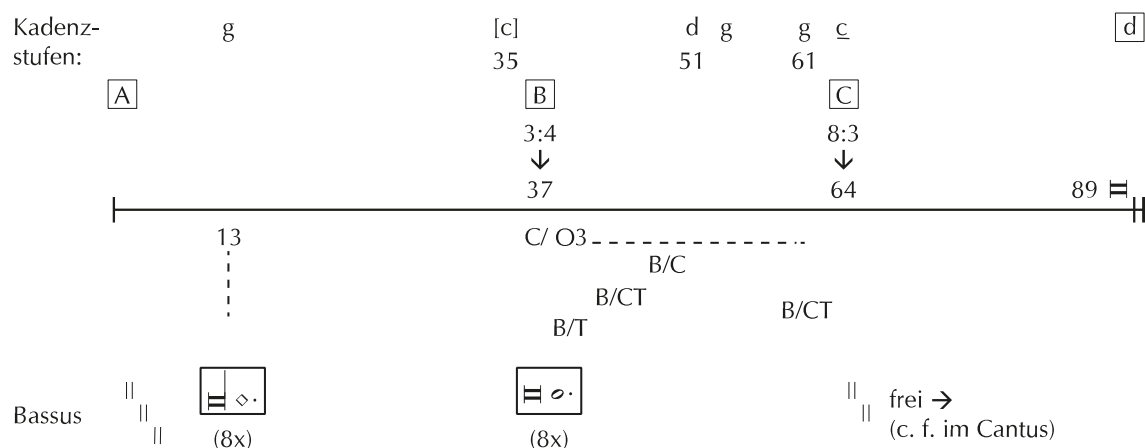 Kadenz- g [c] d g g c d
stufen: 35 51 61
A B C
3:4 8:3
37 64 89
13 C/ O3
B/C
B/CT B/CT
B/T
Bassus frei →
(8x) (8x) (c. f. im Cantus)